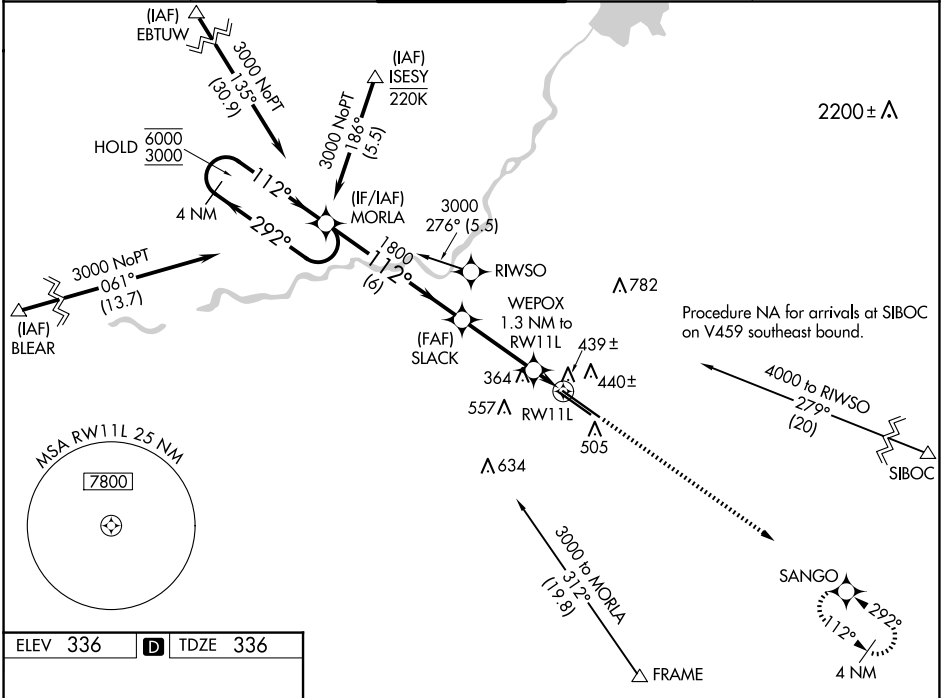 (IAF)
EBTUW
3000 NoPT
135°
(30.9)
(IAF)
ISESY
220K
3000 NoPT
186°
(5.5)
2200 ±
HOLD 6000
3000
112°
4 NM
292°
(IF/IAF)
MORLA
3000
276° (5.5)
1800
112°
(6)
RIWSO
3000 NoPT
061°
(13.7)
(IAF)
BLEAR
782
WEPOX
1.3 NM to
RW11L
Procedure NA for arrivals at SIBOC
on V459 southeast bound.
(FAF)
SLACK
439 ±
364
440±
557
RW11L
505
4000 to RIWSO
279°
(20)
SIBOC
634
MSA RW11L 25 NM
7800
3000 to MORLA
312°
(19.8)
FRAME
SANGO
292°
112°
4 NM
ELEV 336 D TDZE 336